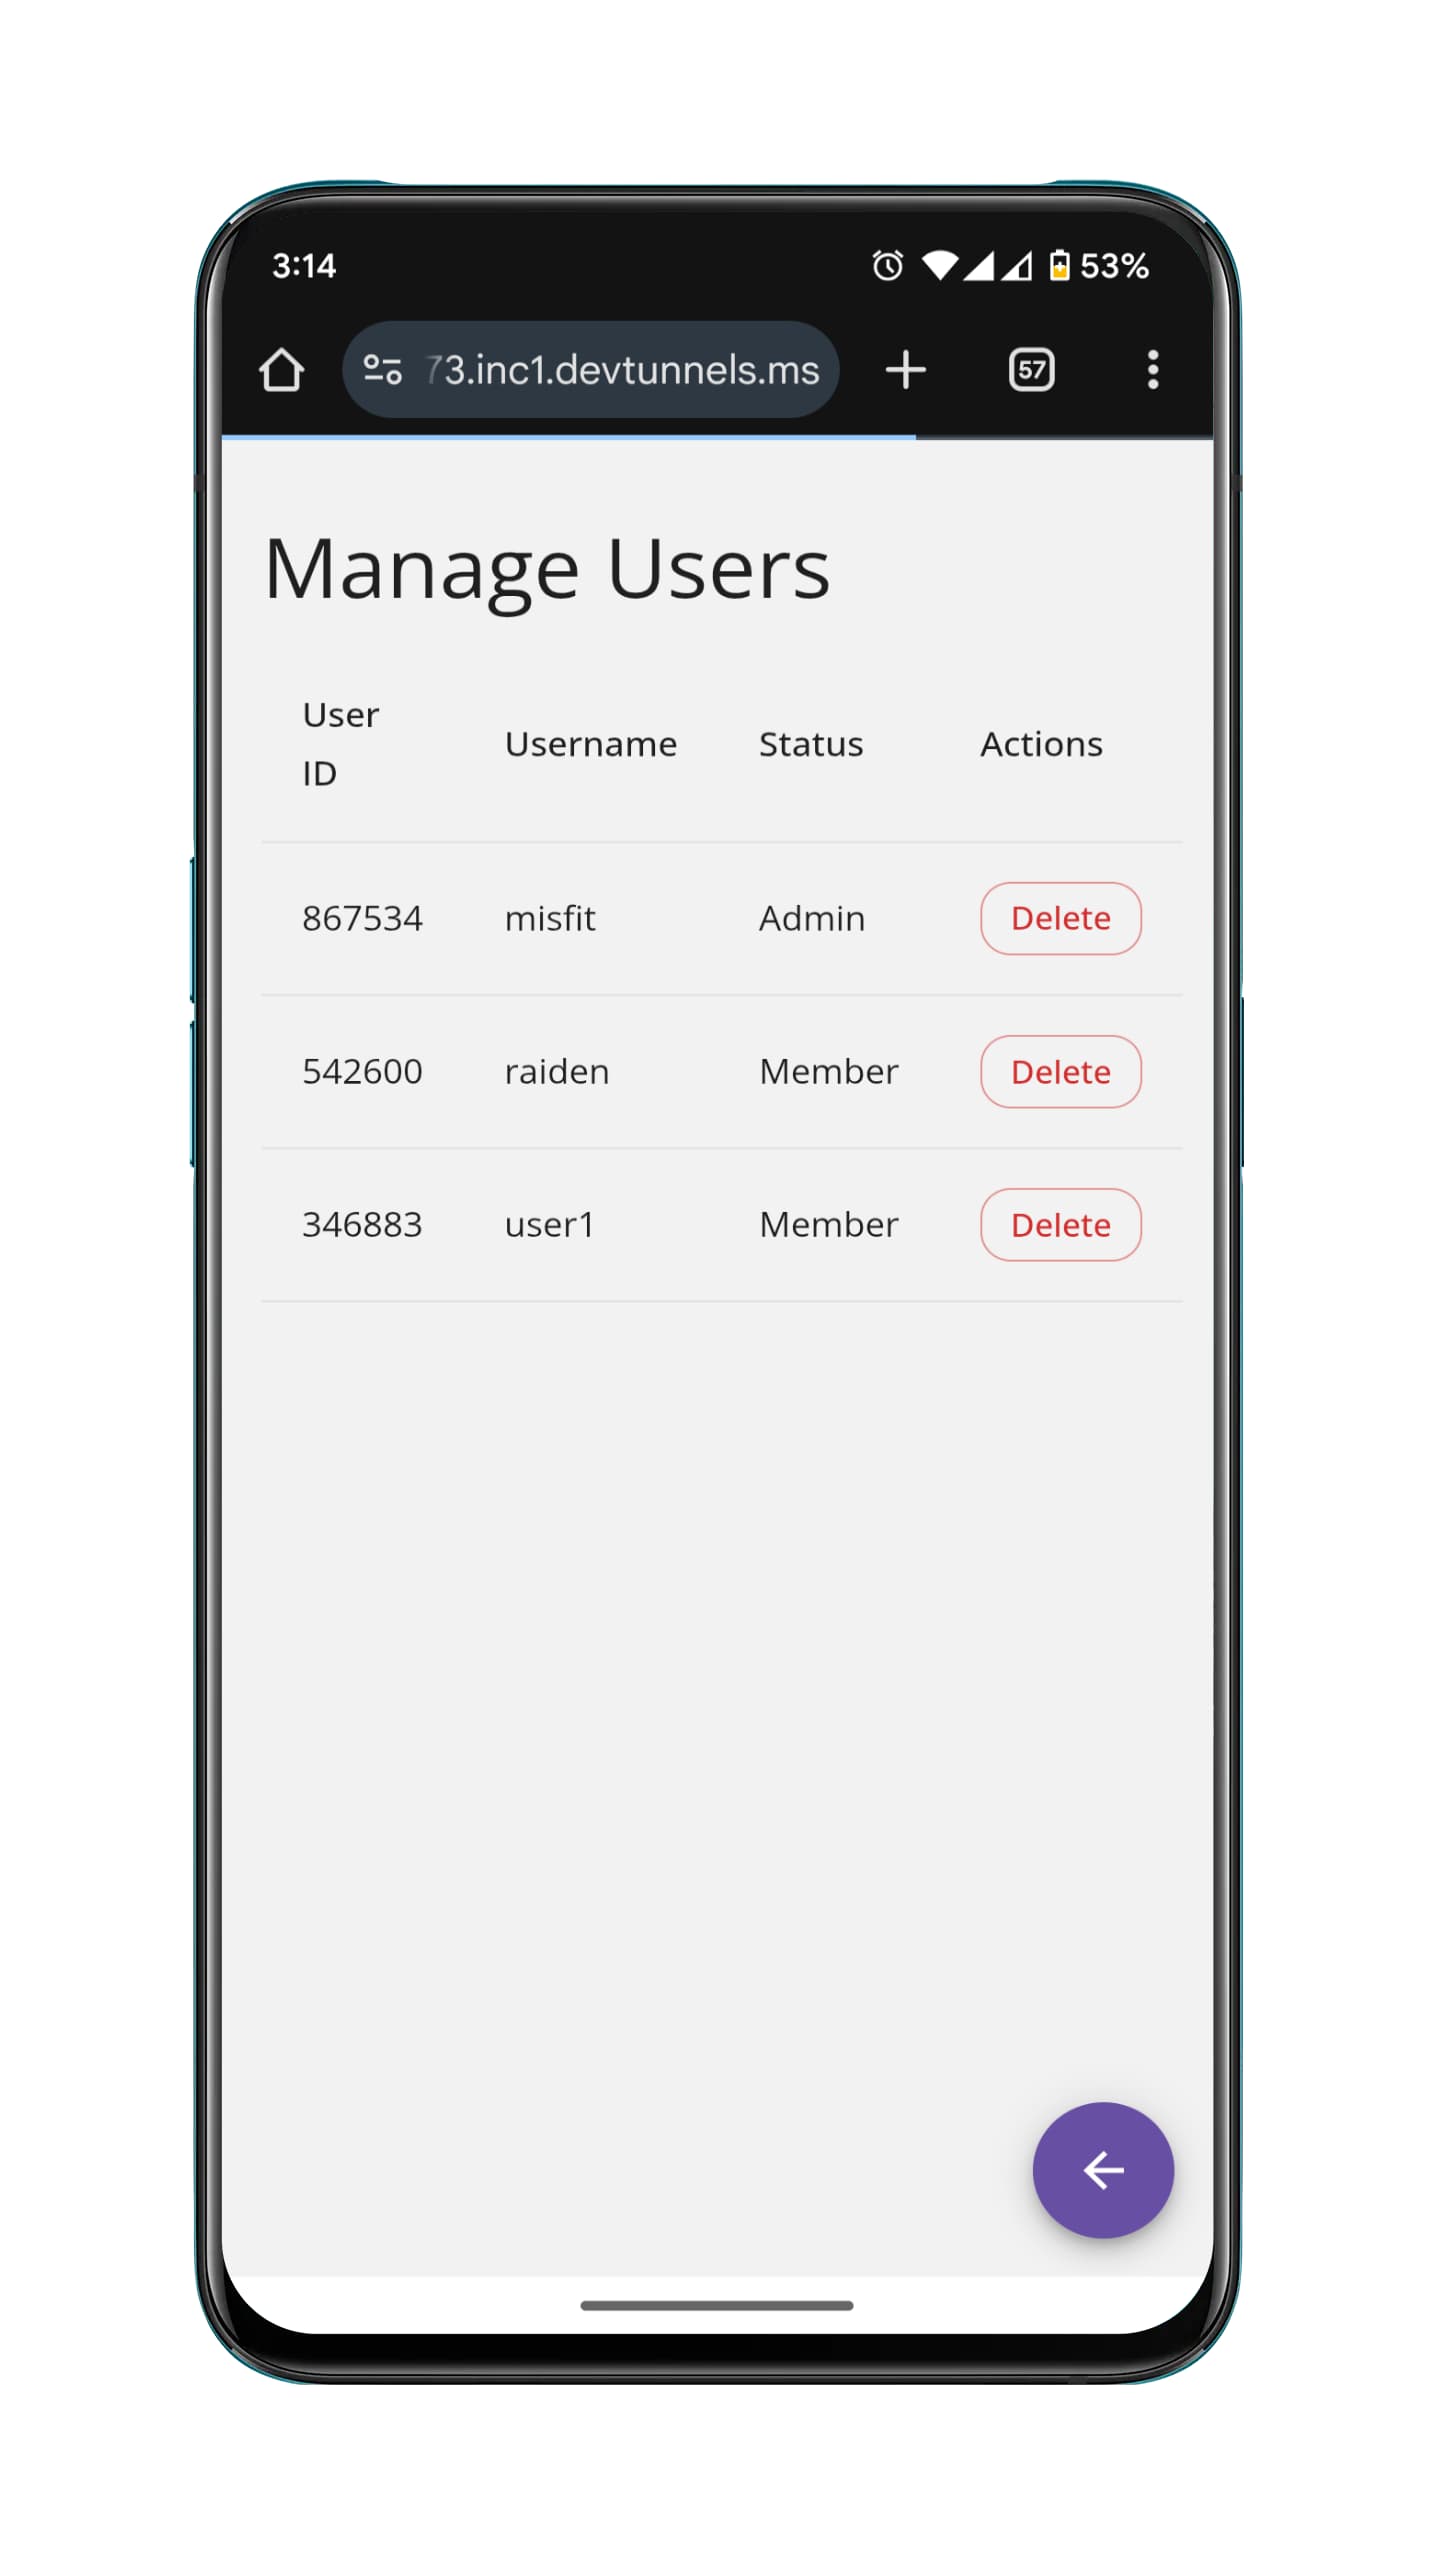 3:14 53%
73.inc1.devtunnels.ms 57
Manage Users
User ID Username Status Actions
867534 misfit Admin Delete
542600 raiden Member Delete
346883 user1 Member Delete